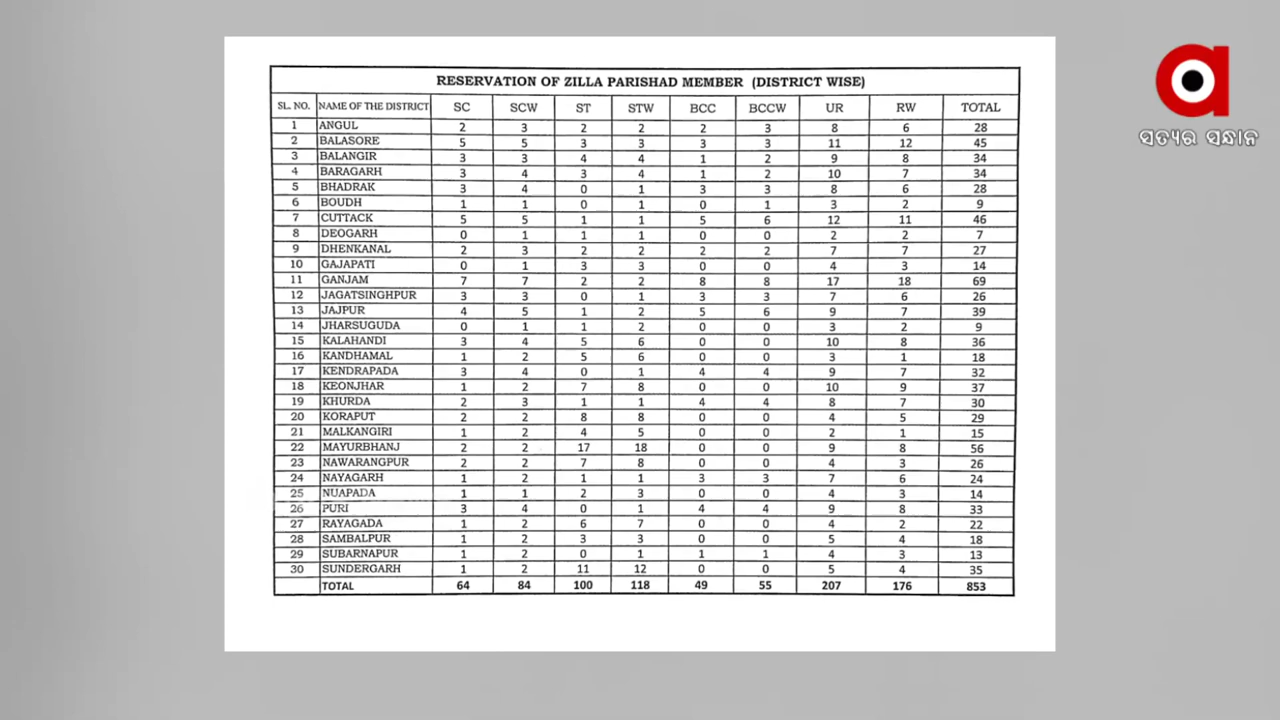 RESERVATION OF ZILLA PARISHAD MEMBER (DISTRICT WISE)
SL. NO. NAME OF THE DISTRICT SC SCW ST STW BCC BCCW UR RW TOTAL
1 ANGUL 2 3 2 2 2 3 8 6 28
2 BALASORE 5 5 3 3 3 3 11 12 45
3 BALANGIR 3 3 4 4 1 2 9 8 34
4 BARAGARH 3 4 3 4 1 2 10 7 34
5 BHADRAK 3 4 0 1 3 3 8 6 28
6 BOUDH 1 1 0 1 0 1 3 2 9
7 CUTTACK 5 5 1 1 5 6 12 11 46
8 DEOGARH 0 1 1 1 0 0 2 2 7
9 DHENKANAL 2 3 2 2 2 2 7 7 27
10 GAJAPATI 0 1 3 3 0 0 4 3 14
11 GANJAM 7 7 2 2 8 8 17 18 69
12 JAGATSINGHPUR 3 3 0 1 3 3 7 6 26
13 JAJPUR 4 5 1 2 5 6 9 7 39
14 JHARSUGUDA 0 1 1 2 0 0 3 2 9
15 KALAHANDI 3 4 5 6 0 0 10 8 36
16 KANDHAMAL 1 2 5 6 0 0 3 1 18
17 KENDRAPADA 3 4 0 1 4 4 9 7 32
18 KEONJHAR 1 2 7 8 0 0 10 9 37
19 KHURDA 2 3 1 1 4 4 8 7 30
20 KORAPUT 2 2 8 8 0 0 4 5 29
21 MALKANGIRI 1 2 4 5 0 0 2 1 15
22 MAYURBHANJ 2 2 17 18 0 0 9 8 56
23 NAWARANGPUR 2 2 7 8 0 0 4 3 26
24 NAYAGARH 1 2 1 1 3 3 7 6 24
25 NUAPADA 1 1 2 3 0 0 4 3 14
26 PURI 3 4 0 1 4 4 9 8 33
27 RAYAGADA 1 2 6 7 0 0 4 2 22
28 SAMBALPUR 1 2 3 3 0 0 5 4 18
29 SUBARNAPUR 1 2 0 1 1 1 4 3 13
30 SUNDERGARH 1 2 11 12 0 0 5 4 35
TOTAL 64 84 100 118 49 55 207 176 853
a
ସତ୍ୟର ସନ୍ଧାନ